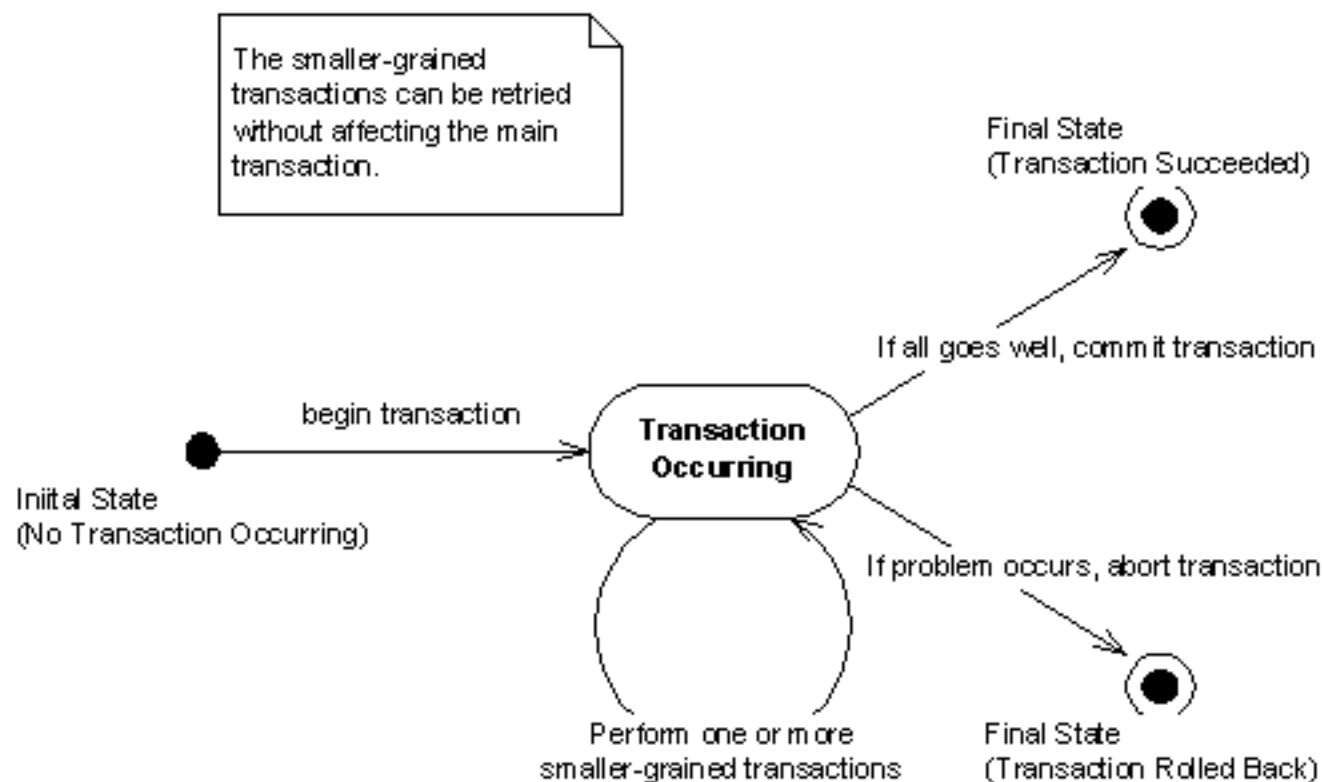 The smaller-grained
transactions can be retried
without affecting the main
transaction.
Final State
(Transaction Succeeded)
If all goes well, commit transaction
begin transaction
Transaction
Occurring
Iniital State
(No Transaction Occurring)
If problem occurs, abort transaction
Perform one or more
smaller-grained transactions
Final State
(Transaction Rolled Back)